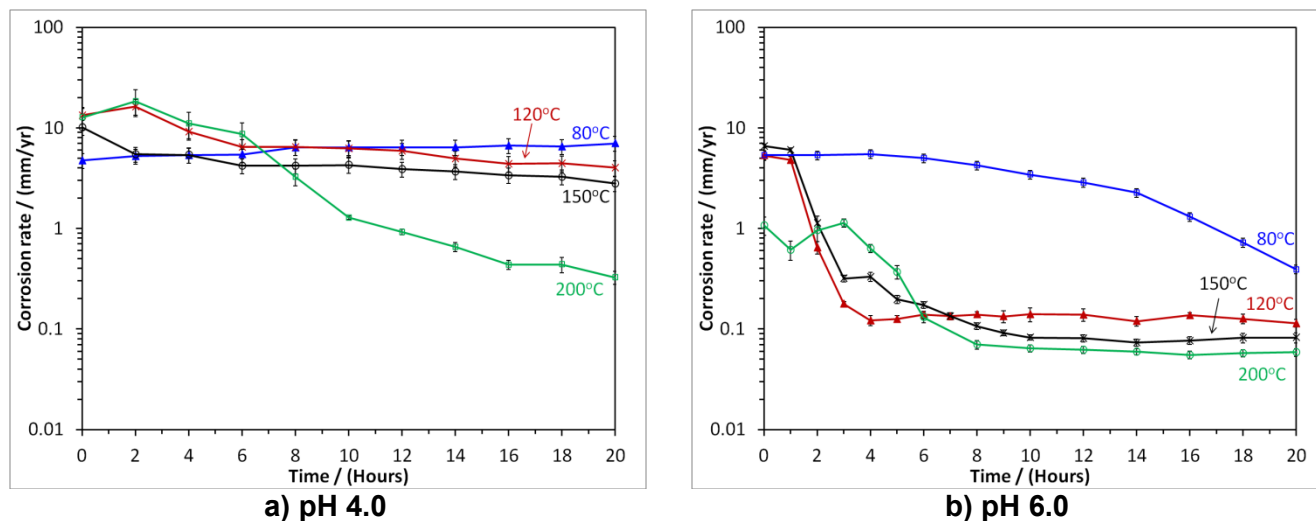 100
10
1
0.1
0.01
Corrosion rate / (mm/yr)
0 2 4 6 8 10 12 14 16 18 20
Time / (Hours)
120°C
80°C
150°C
200°C
a) pH 4.0
100
10
1
0.1
0.01
Corrosion rate / (mm/yr)
0 2 4 6 8 10 12 14 16 18 20
Time / (Hours)
80°C
150°C
120°C
200°C
b) pH 6.0